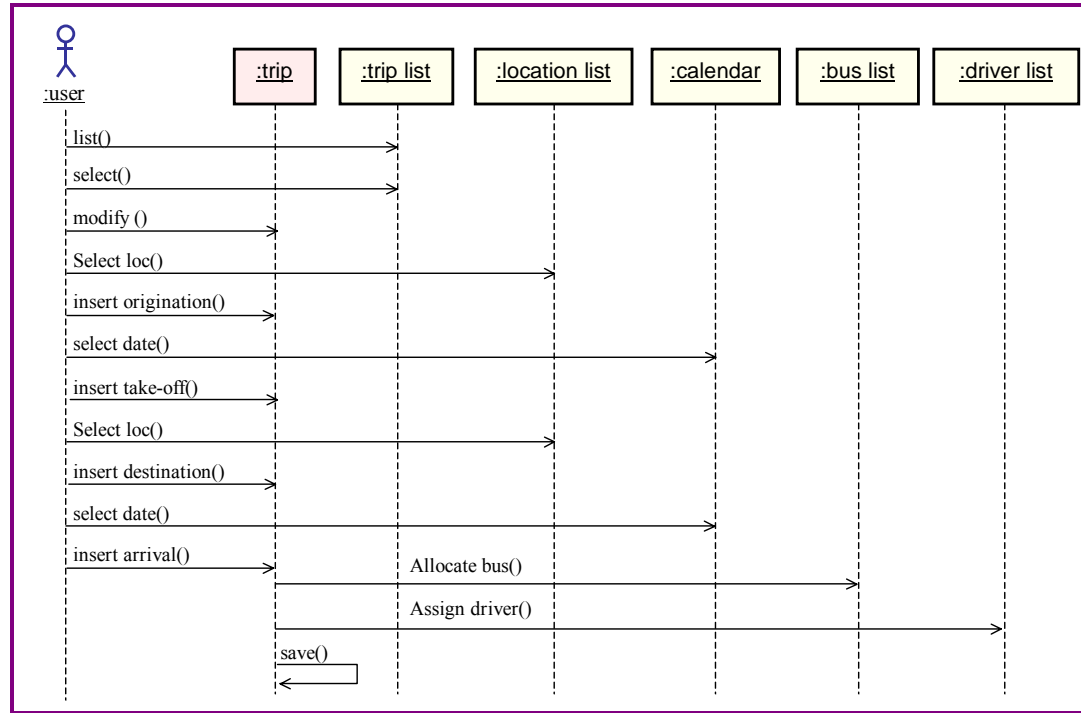 :user
:trip
:trip list
:location list
:calendar
:bus list
:driver list
list()
select()
modify ()
Select loc()
insert origination()
select date()
insert take-off()
Select loc()
insert destination()
select date()
insert arrival()
Allocate bus()
Assign driver()
save()